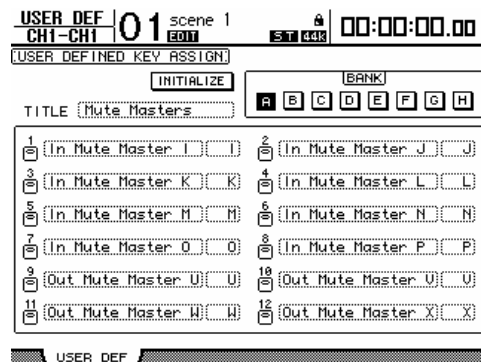 USER DEF
CH1-CH1
01
scene 1
EDIT
ST 44k
00:00:00.00
USER DEFINED KEY ASSIGN
INITIALIZE
BANK
TITLE Mute Masters
A B C D E F G H
1 In Mute Master I I
2 In Mute Master J J
3 In Mute Master K K
4 In Mute Master L L
5 In Mute Master M M
6 In Mute Master N N
7 In Mute Master O O
8 In Mute Master P P
9 Out Mute Master U U
10 Out Mute Master V V
11 Out Mute Master W W
12 Out Mute Master X X
USER DEF